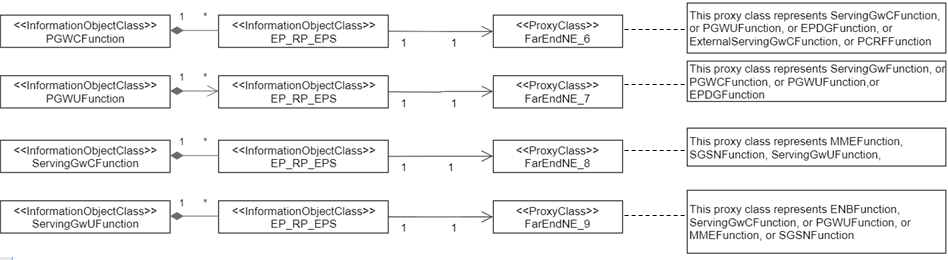 1 *
<<InformationObjectClass>>
PGWCFunction
<<InformationObjectClass>>
EP_RP_EPS
1 1
<<ProxyClass>>
FarEndNE_6
This proxy class represents ServingGwCFunction,
or PGWUFunction, or EPDGFunction, or
ExternalServingGwCFunction, or PCRFFunction
1 *
<<InformationObjectClass>>
PGWUFunction
<<InformationObjectClass>>
EP_RP_EPS
1 1
<<ProxyClass>>
FarEndNE_7
This proxy class represents ServingGwFunction, or
PGWCFunction, or PGWUFunction,or
EPDGFunction
1 *
<<InformationObjectClass>>
ServingGwCFunction
<<InformationObjectClass>>
EP_RP_EPS
1 1
<<ProxyClass>>
FarEndNE_8
This proxy class represents MMEFunction,
SGSNFunction, ServingGwUFunction,
1 *
<<InformationObjectClass>>
ServingGwUFunction
<<InformationObjectClass>>
EP_RP_EPS
1 1
<<ProxyClass>>
FarEndNE_9
This proxy class represents ENBFunction,
ServingGwCFunction, or PGWUFunction, or
MMEFunction, or SGSNFunction